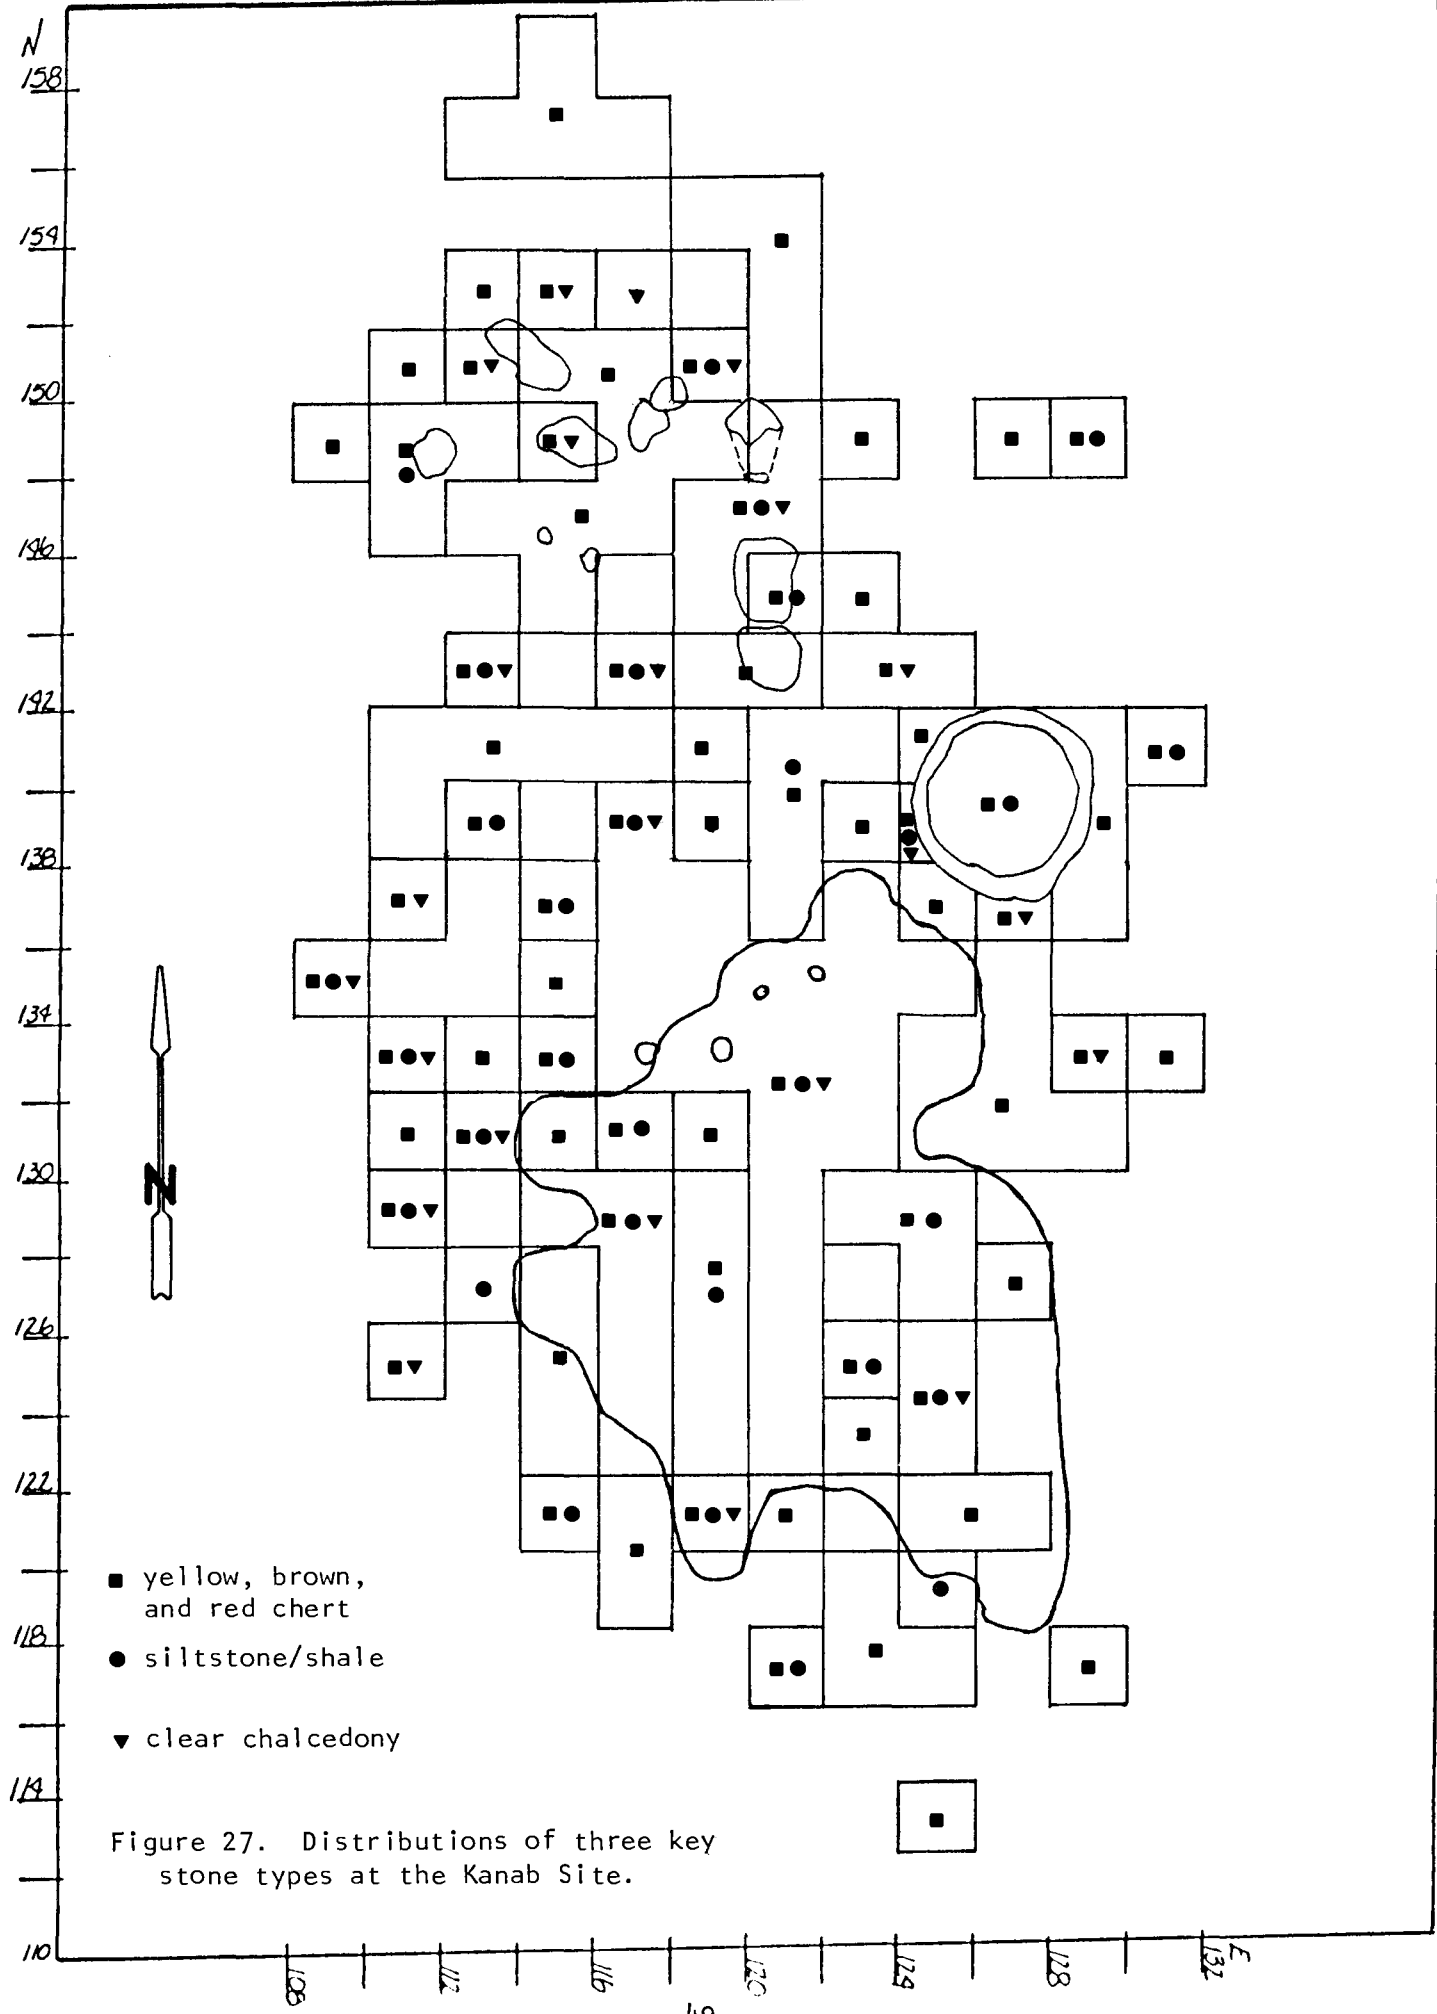 N
158
154
150
146
142
138
134
130
126
122
118
114
110
N
■ yellow, brown,
and red chert
● siltstone/shale
▼ clear chalcedony
Figure 27. Distributions of three key
stone types at the Kanab Site.
108
112
116
120
124
128
132
E